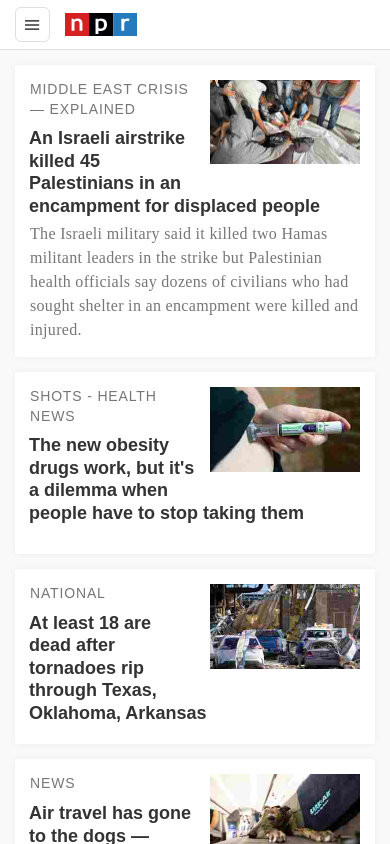 npr
MIDDLE EAST CRISIS
— EXPLAINED
An Israeli airstrike
killed 45
Palestinians in an
encampment for displaced people
The Israeli military said it killed two Hamas
militant leaders in the strike but Palestinian
health officials say dozens of civilians who had
sought shelter in an encampment were killed and
injured.
SHOTS - HEALTH
NEWS
The new obesity
drugs work, but it's
a dilemma when
people have to stop taking them
NATIONAL
At least 18 are
dead after
tornadoes rip
through Texas,
Oklahoma, Arkansas
NEWS
Air travel has gone
to the dogs —